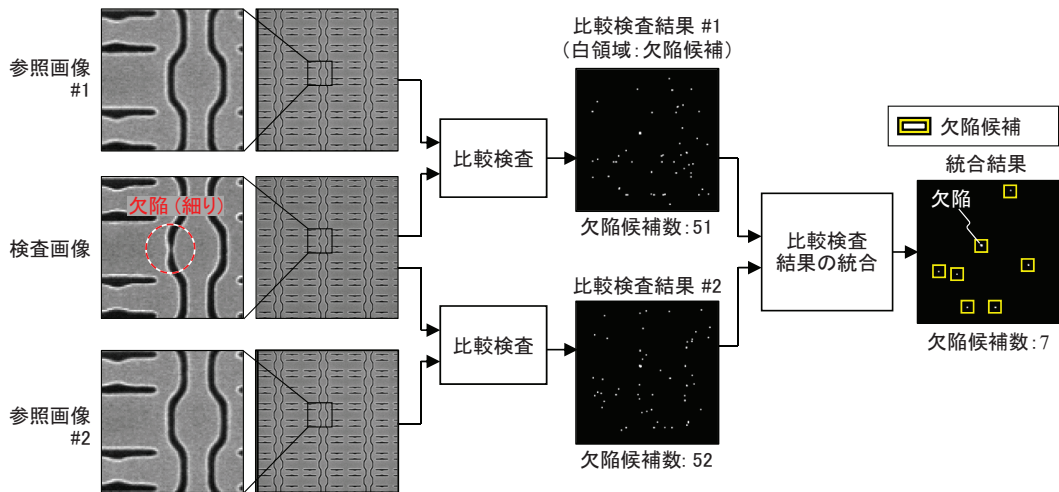 参照画像
#1
検査画像
参照画像
#2
欠陥(細り)
比較検査
比較検査
比較検査結果 #1
(白領域:欠陥候補)
欠陥候補数:51
比較検査結果 #2
欠陥候補数: 52
比較検査
結果の統合
欠陥候補
統合結果
欠陥
欠陥候補数:7